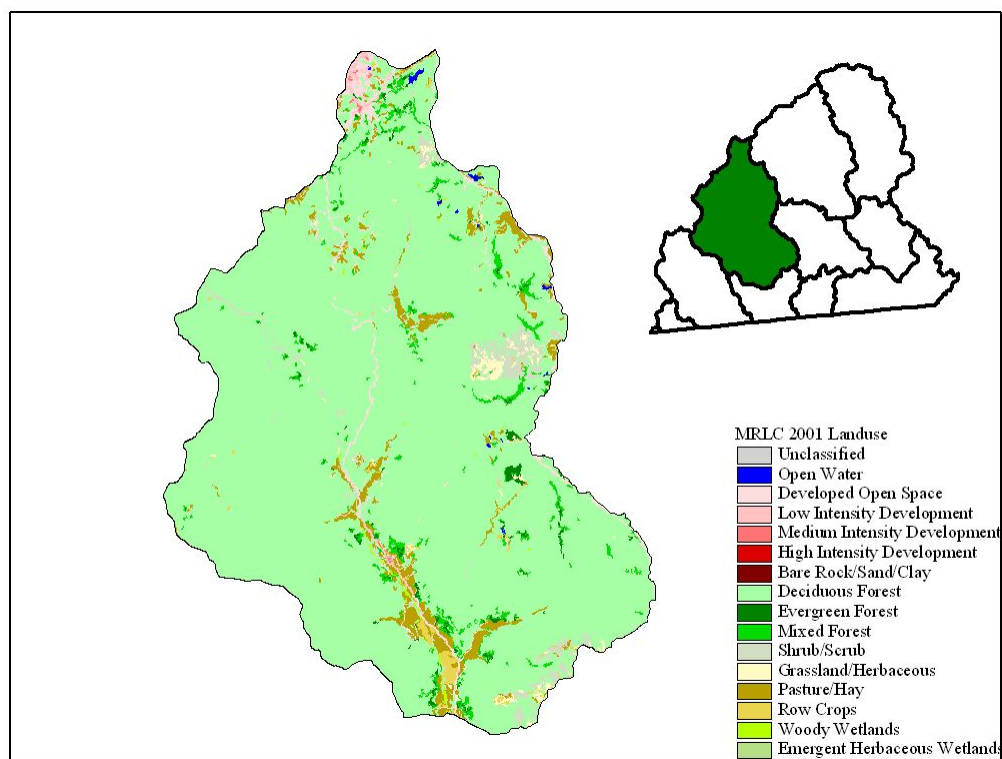 MRLC 2001 Landuse
Unclassified
Open Water
Developed Open Space
Low Intensity Development
Medium Intensity Development
High Intensity Development
Bare Rock/Sand/Clay
Deciduous Forest
Evergreen Forest
Mixed Forest
Shrub/Scrub
Grassland/Herbaceous
Pasture/Hay
Row Crops
Woody Wetlands
Emergent Herbaceous Wetlands